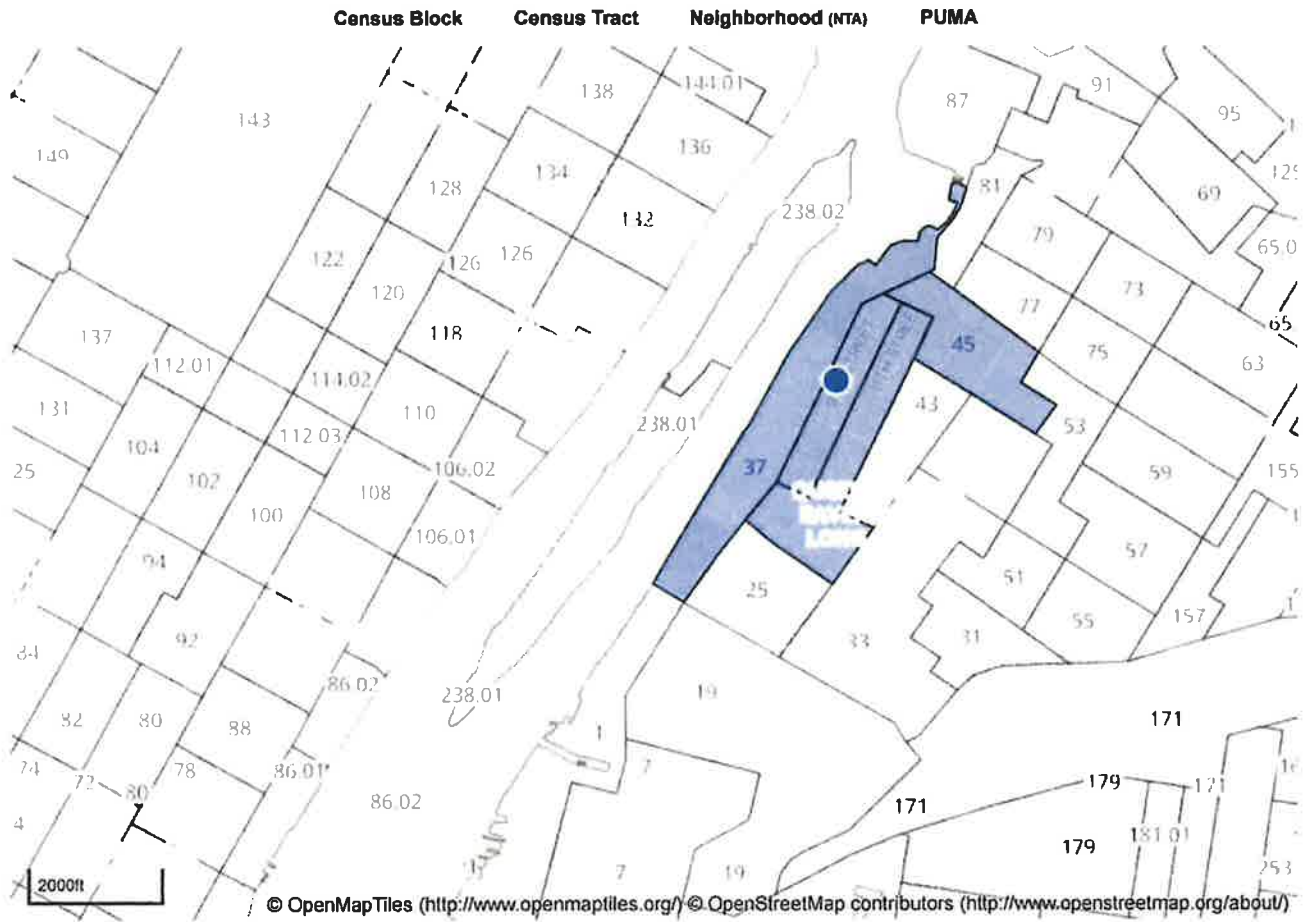 Census Block Census Tract Neighborhood (NTA) PUMA
138 144.01 87 91 95
143
149 128 134 136 81 125
132 238.02 69
122 126 126 79 65.0
120 73
118 77 65
137 112.01 45 63
114.02 75
131 110 43
104 112.03 238.01 53
25 102 106.02 37 59 155
100 108
106.01 57
94 25 51
92 33 31 55 157
84 86.02
82 80 88 238.01 19 171
1
74 72 78 86.01 7 179 171
80 86.02 171 181.01
4 179
7 19 253
2000ft
© OpenMapTiles (http://www.openmaptiles.org/) © OpenStreetMap contributors (http://www.openstreetmap.org/about/)